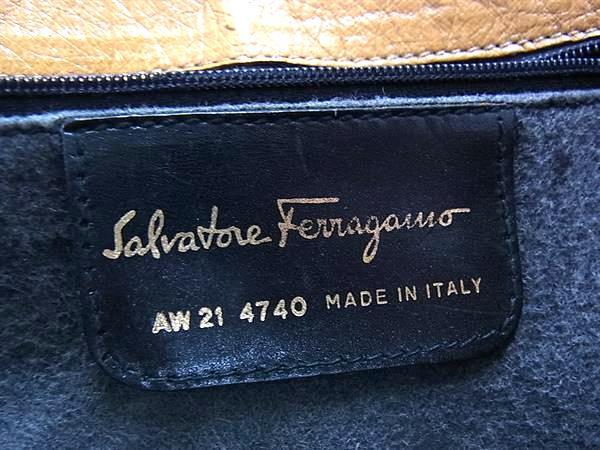 Salvatore Ferragamo
AW 21 4740 MADE IN ITALY